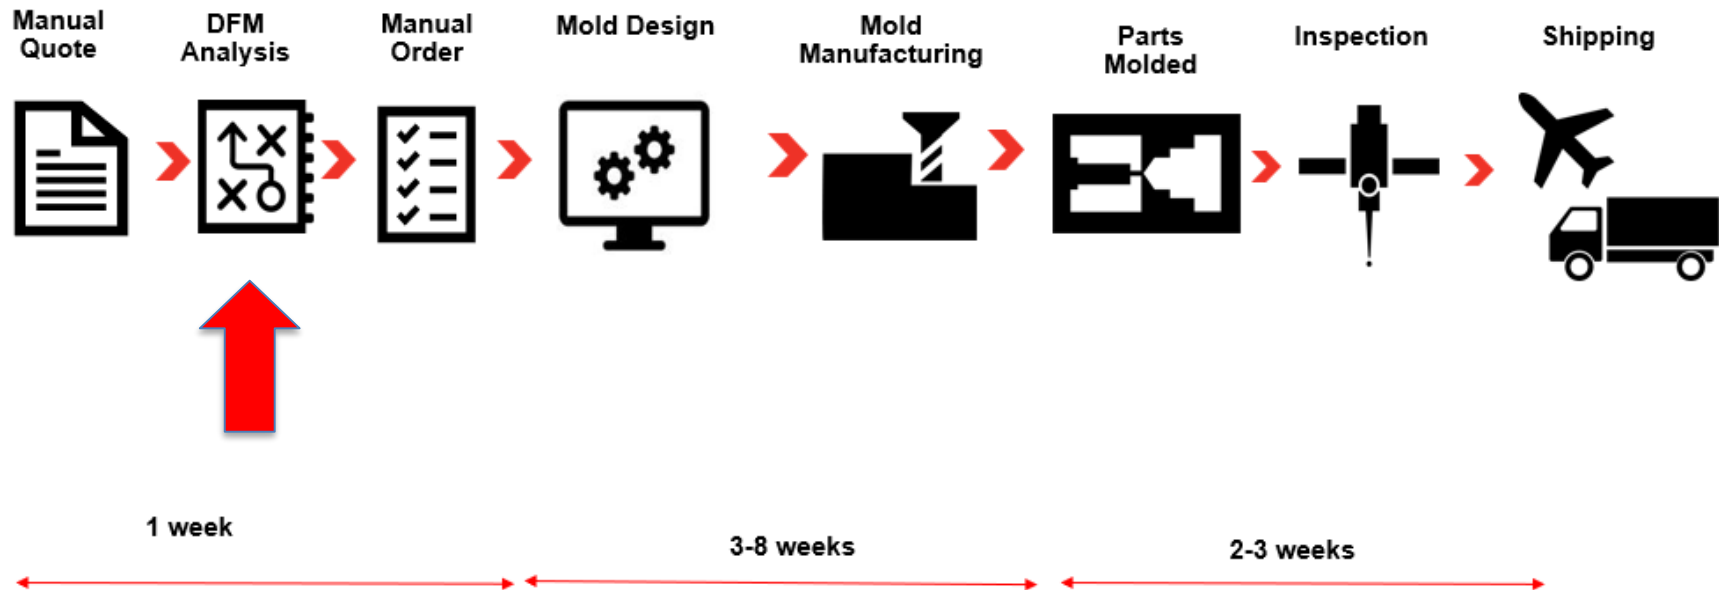 Manual
Quote
DFM
Analysis
Manual
Order
Mold Design
Mold
Manufacturing
Parts
Molded
Inspection
Shipping
1 week
3-8 weeks
2-3 weeks